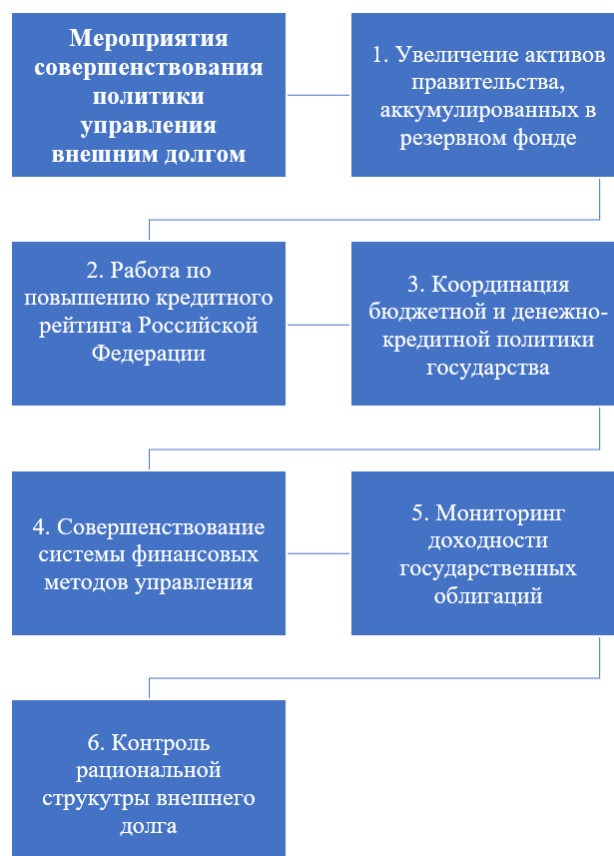 Мероприятия
совершенствования
политики
управления
внешним долгом
1. Увеличение активов
правительства,
аккумулированных в
резервном фонде
2. Работа по
повышению кредитного
рейтинга Российской
Федерации
3. Координация
бюджетной и денежно-
кредитной политики
государства
4. Совершенствование
системы финансовых
методов управления
5. Мониторинг
доходности
государственных
облигаций
6. Контроль
рациональной
струкутры внешнего
долга